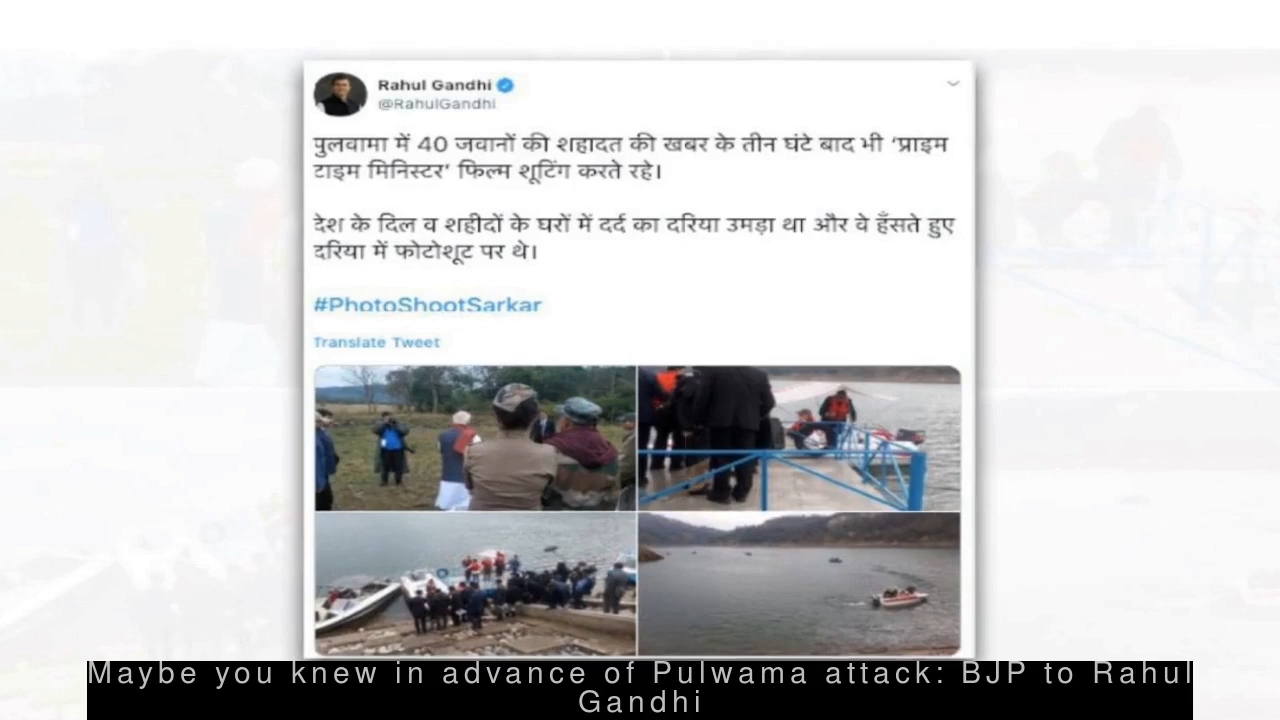 Rahul Gandhi
@RahulGandhi
पुलवामा में 40 जवानों की शहादत की खबर के तीन घंटे बाद भी ‘प्राइम
टाइम मिनिस्टर’ फिल्म शूटिंग करते रहे।
देश के दिल व शहीदों के घरों में दर्द का दरिया उमड़ा था और वे हँसते हुए
दरिया में फोटोशूट पर थे।
#PhotoShootSarkar
Translate Tweet
Maybe you knew in advance of Pulwama attack: BJP to Rahul
Gandhi